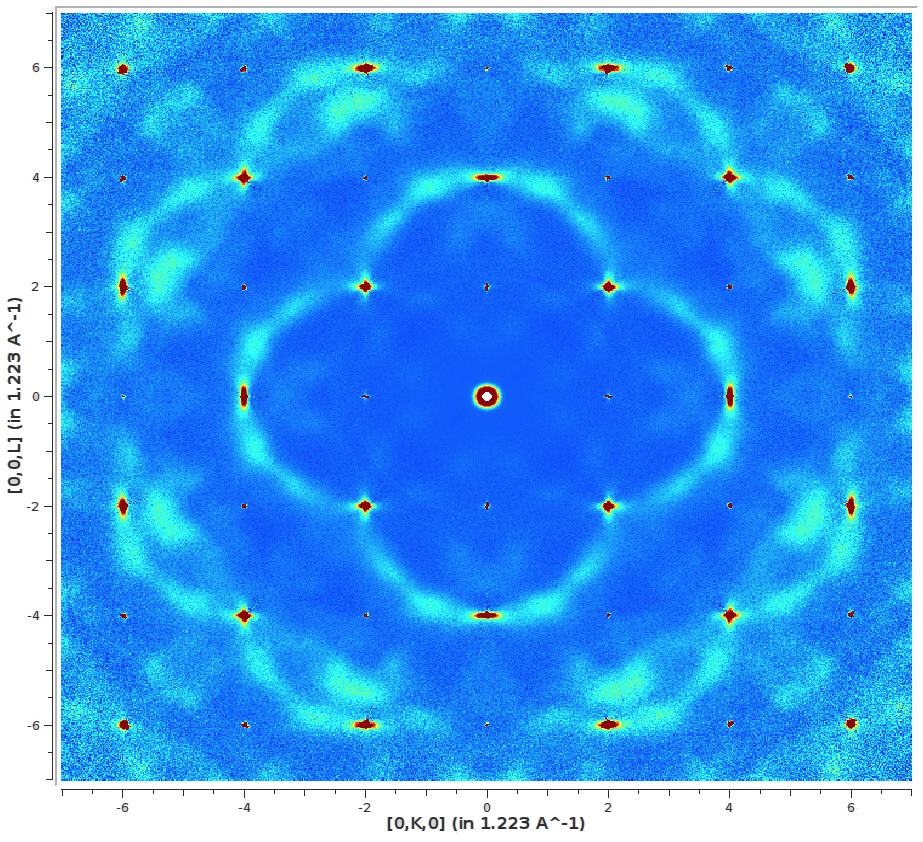 6
4
2
0
-2
-4
-6
[0,0,L] (in 1.223 A^-1)
-6 -4 -2 0 2 4 6
[0,K,0] (in 1.223 A^-1)